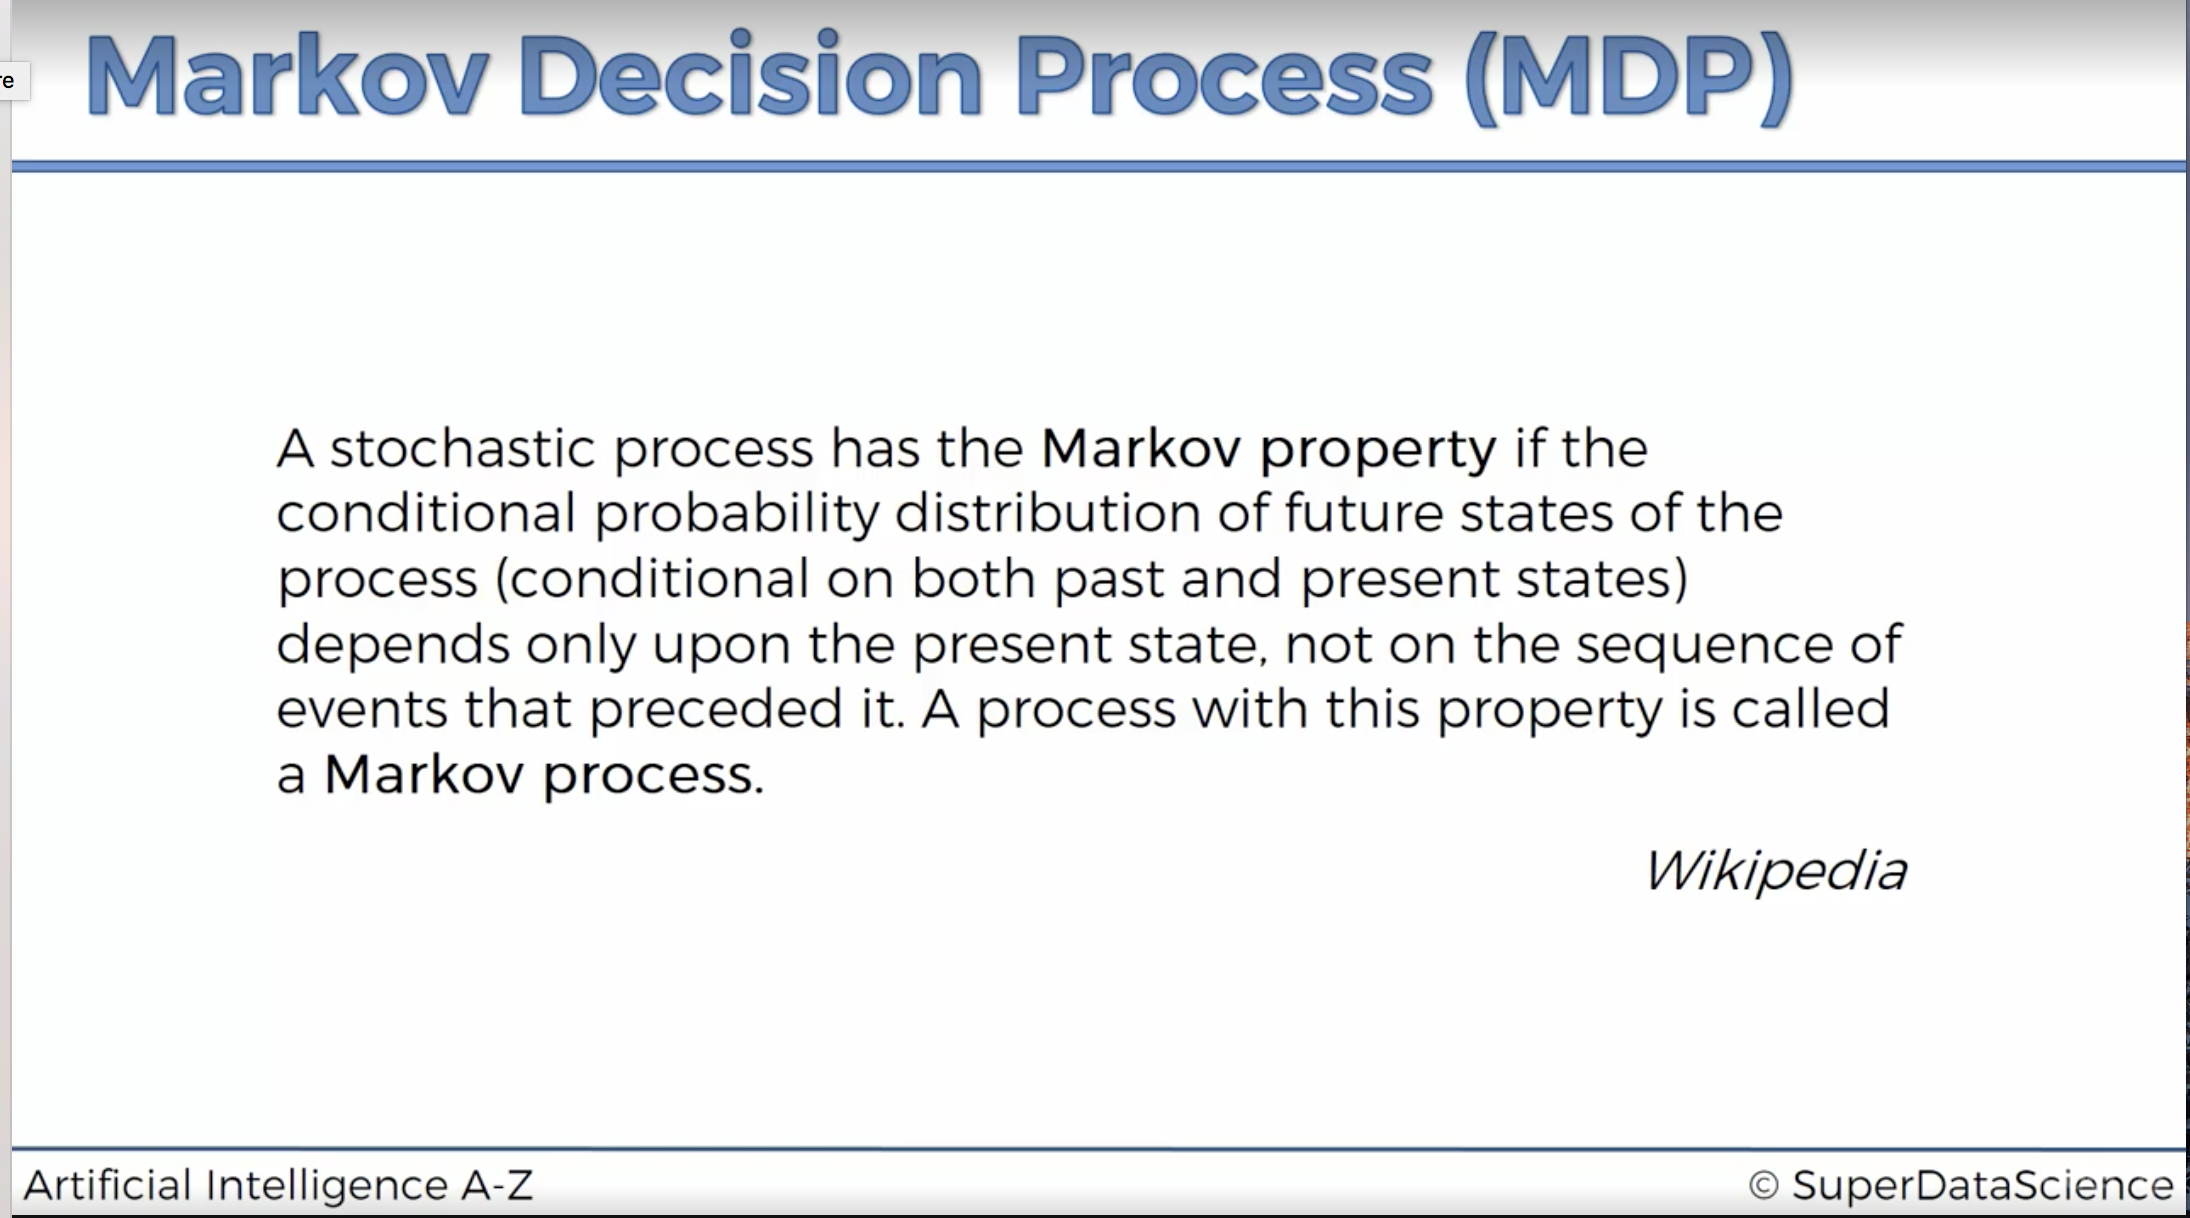 Markov Decision Process (MDP)
re
A stochastic process has the Markov property if the
conditional probability distribution of future states of the
process (conditional on both past and present states)
depends only upon the present state, not on the sequence of
events that preceded it. A process with this property is called
a Markov process.
Wikipedia
Artificial Intelligence A-Z
© SuperDataScience